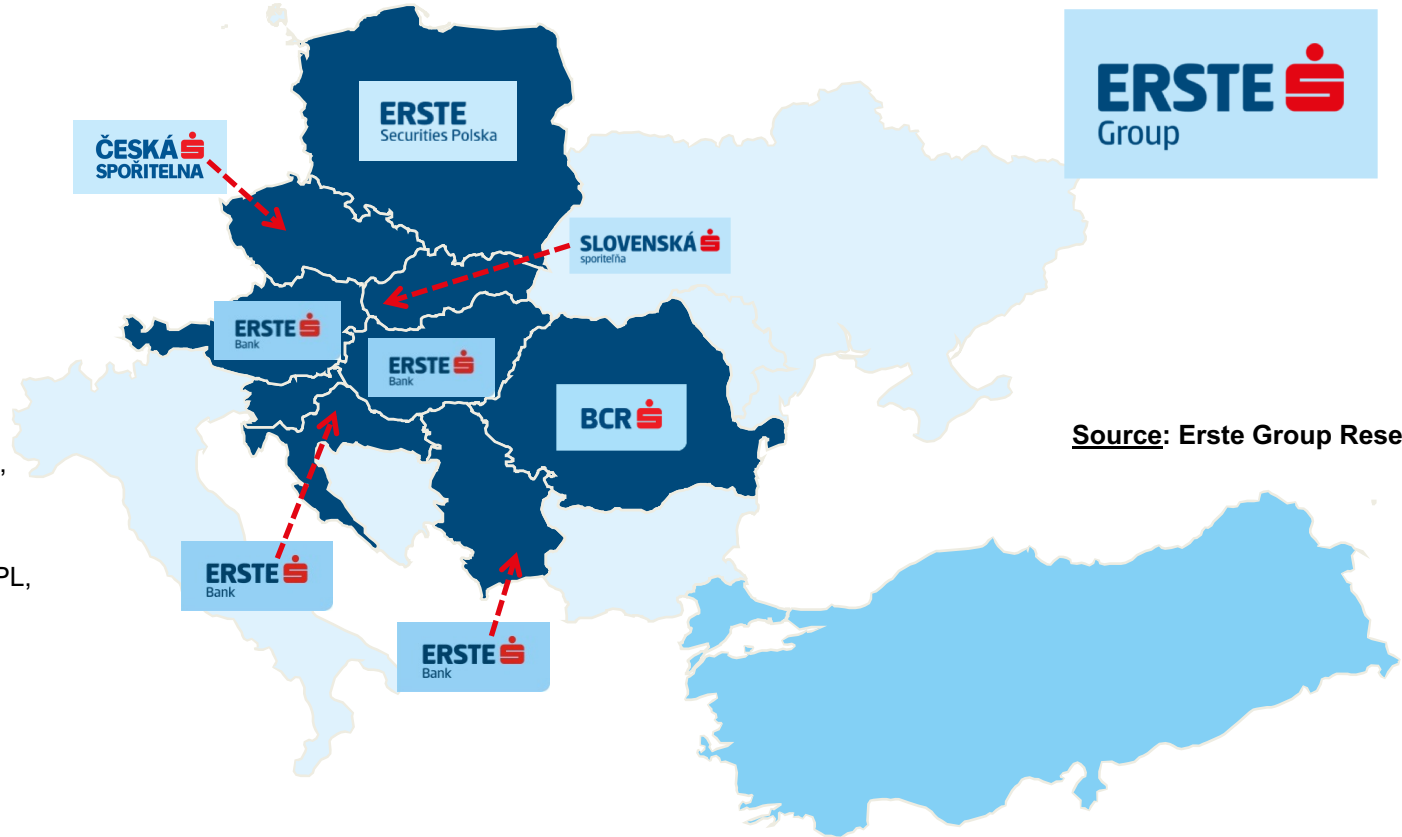 ERSTE
Group
ERSTE
Securities Polska
ČESKÁ
SPOŘITELNA
SLOVENSKÁ
sporiteľňa
ERSTE
Bank
ERSTE
Bank
BCR
Source: Erste Group Rese
,
ERSTE
Bank
PL,
ERSTE
Bank